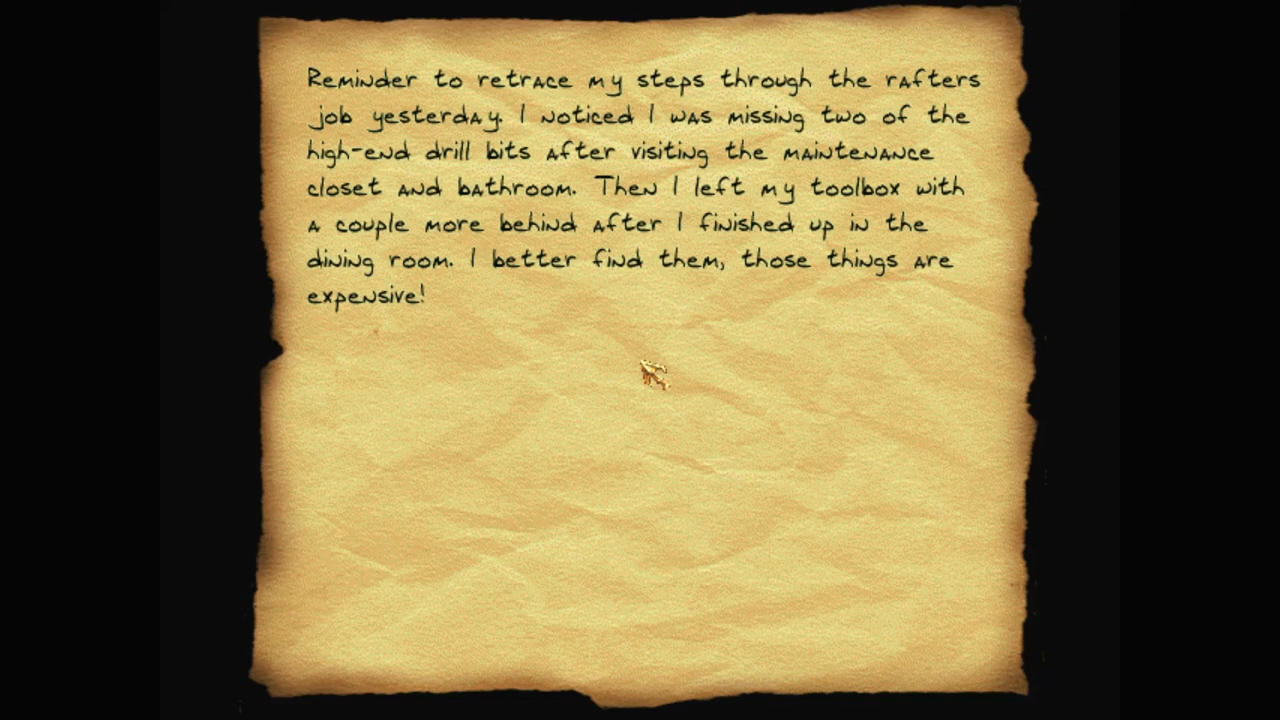 Reminder to retrace my steps through the rafters
job yesterday. I noticed I was missing two of the
high-end drill bits after visiting the maintenance
closet and bathroom. Then I left my toolbox with
a couple more behind after I finished up in the
dining room. I better find them, those things are
expensive!